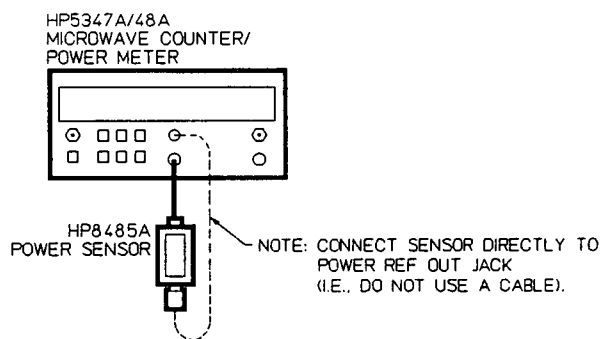 HP5347A/48A
MICROWAVE COUNTER/
POWER METER
HP8485A
POWER SENSOR
NOTE: CONNECT SENSOR DIRECTLY TO
POWER REF OUT JACK
(I.E., DO NOT USE A CABLE).